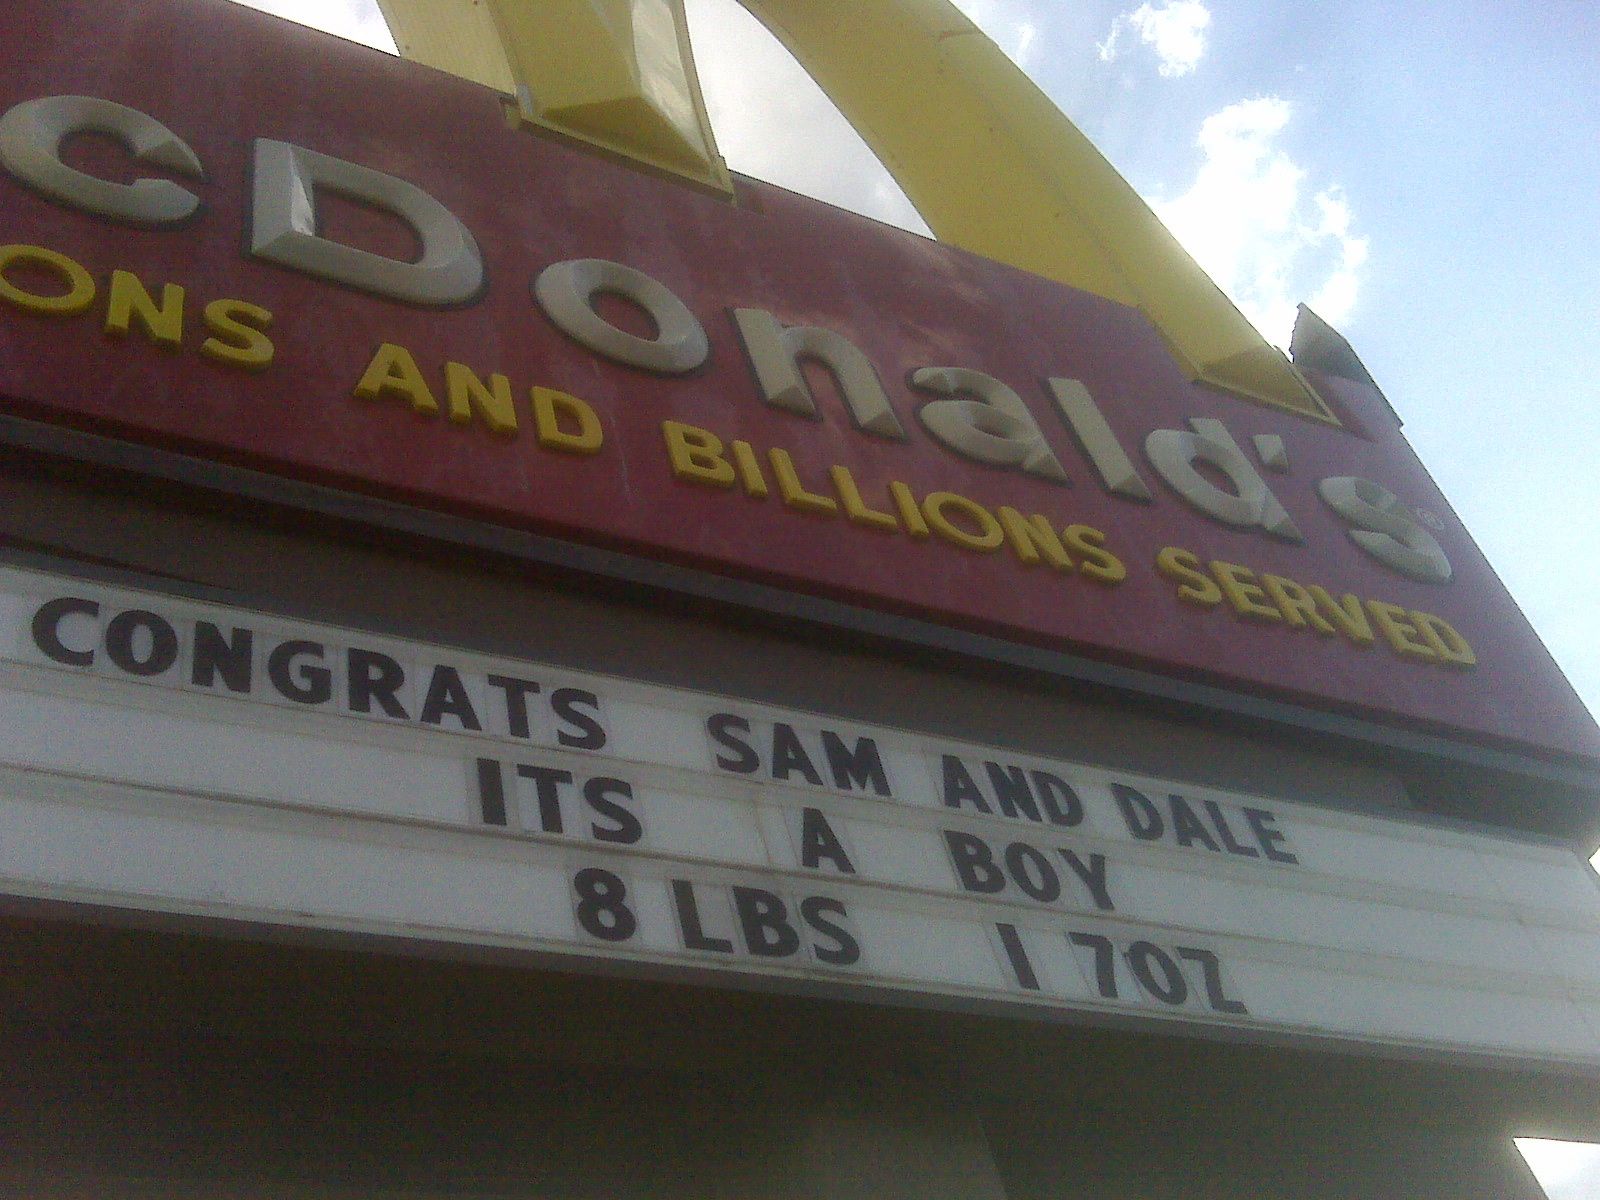 cDonald's ®
ONS AND BILLIONS SERVED
CONGRATS SAM AND DALE
ITS A BOY
8 LBS 1 7OZ